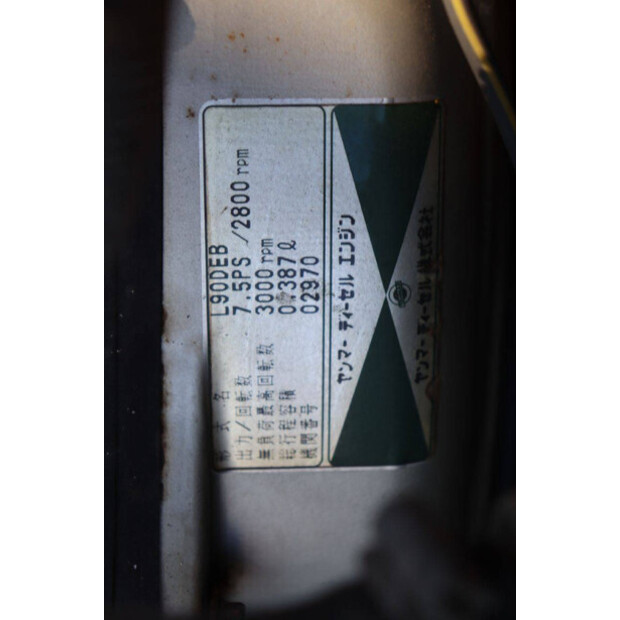 ヤンマー ディーゼル エンジン
ヤンマーディーゼル株式会社
形式名 L90DEB
出力/回転数 7.5PS /2800rpm
無負荷最高回転数 3000rpm
総行程容積 0.387ℓ
機関番号 02970